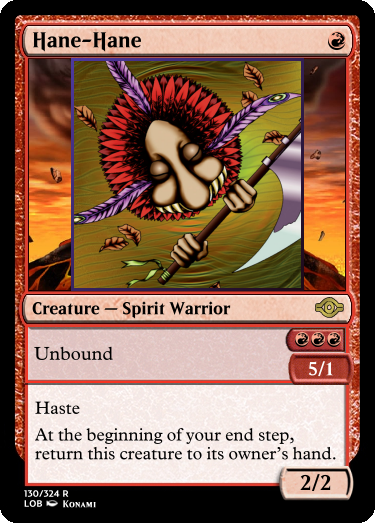 Hane-Hane
Creature — Spirit Warrior
Unbound
5/1
Haste
At the beginning of your end step,
return this creature to its owner's hand.
2/2
130/324 R
LOB Konami